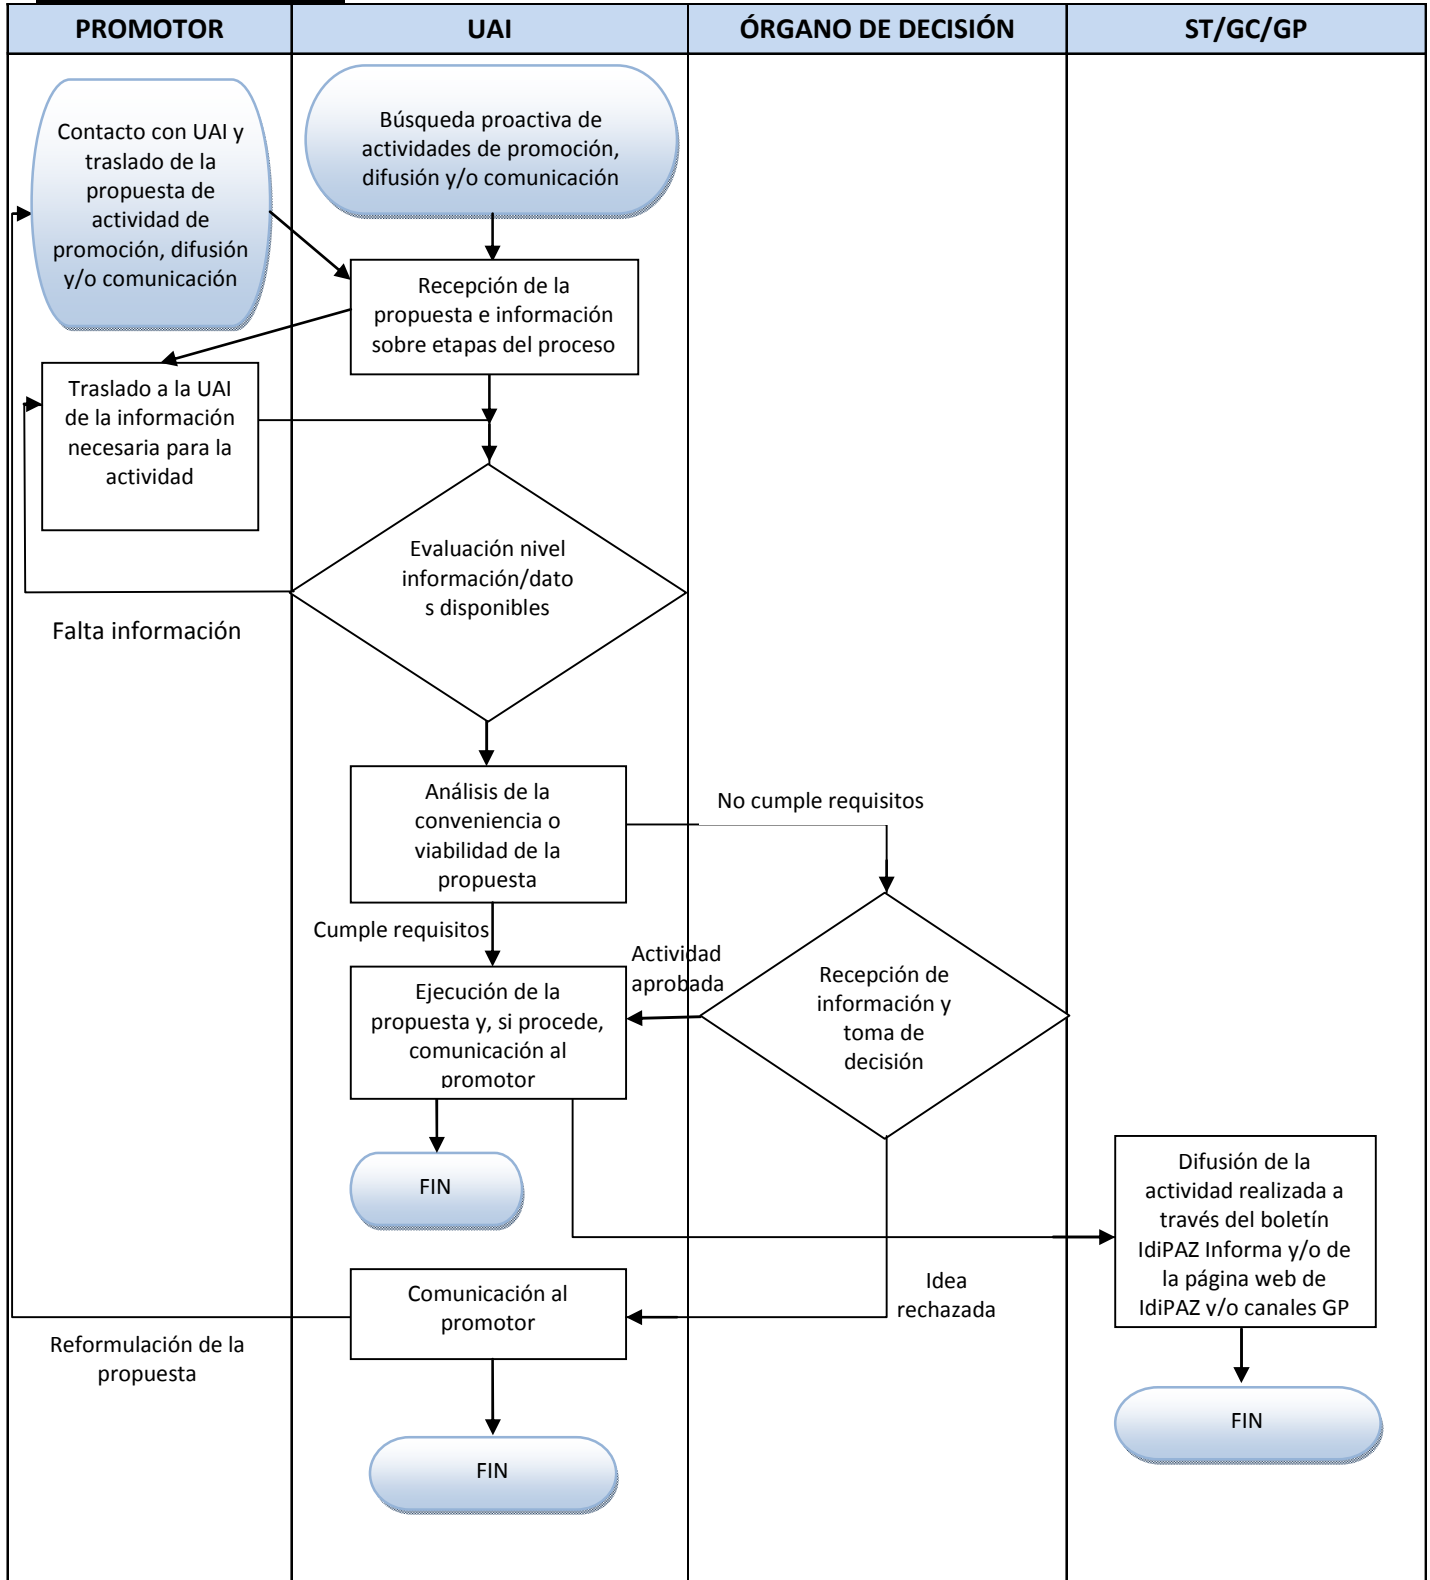 PROMOTOR
UAI
ÓRGANO DE DECISIÓN
ST/GC/GP
Contacto con UAI y
traslado de la
propuesta de
actividad de
promoción, difusión
y/o comunicación
Búsqueda proactiva de
actividades de promoción,
difusión y/o comunicación
Recepción de la
propuesta e información
sobre etapas del proceso
Traslado a la UAI
de la información
necesaria para la
actividad
Evaluación nivel
información/dato
s disponibles
Falta información
Análisis de la
conveniencia o
viabilidad de la
propuesta
No cumple requisitos
Cumple requisitos
Actividad
aprobada
Recepción de
información y
toma de
decisión
Ejecución de la
propuesta y, si procede,
comunicación al
promotor
FIN
Difusión de la
actividad realizada a
través del boletín
IdiPAZ Informa y/o de
la página web de
IdiPAZ y/o canales GP
Idea
rechazada
Comunicación al
promotor
Reformulación de la
propuesta
FIN
FIN